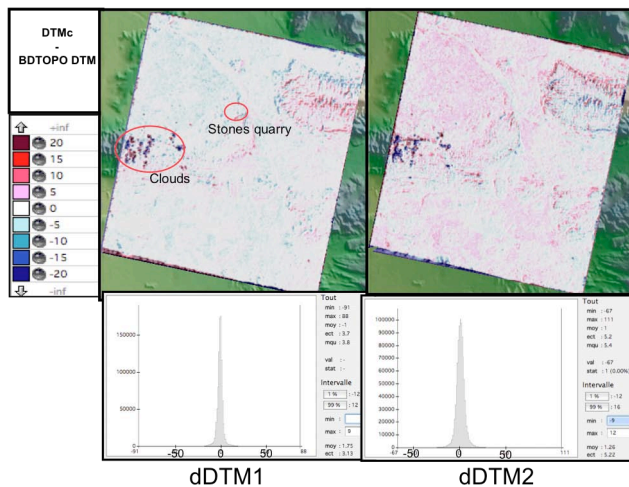 DTMc
-
BDTOPO DTM
+inf
20
15
10
5
0
-5
-10
-15
-20
-inf
Stones quarry
Clouds
150000
100000
50000
0
-91
-50
0
50
88
Tout
min :-91
max : 88
moy :-1
ect :3.7
mqu : 3.8
val :-
stat :-
Intervalle
1 % :-12
99 % :12
min :
max : 9
moy :1.75
ect :3.13
100000
90000
80000
70000
60000
50000
40000
30000
20000
10000
0
-67
-50
0
50
111
Tout
min :-67
max :111
moy :1
ect :5.2
mqu :5.4
val :-67
stat :1 (0.00%
Intervalle
1 % :-12
99 % :16
min : -9
max : 12
moy :1.26
ect :5.22
dDTM1
dDTM2